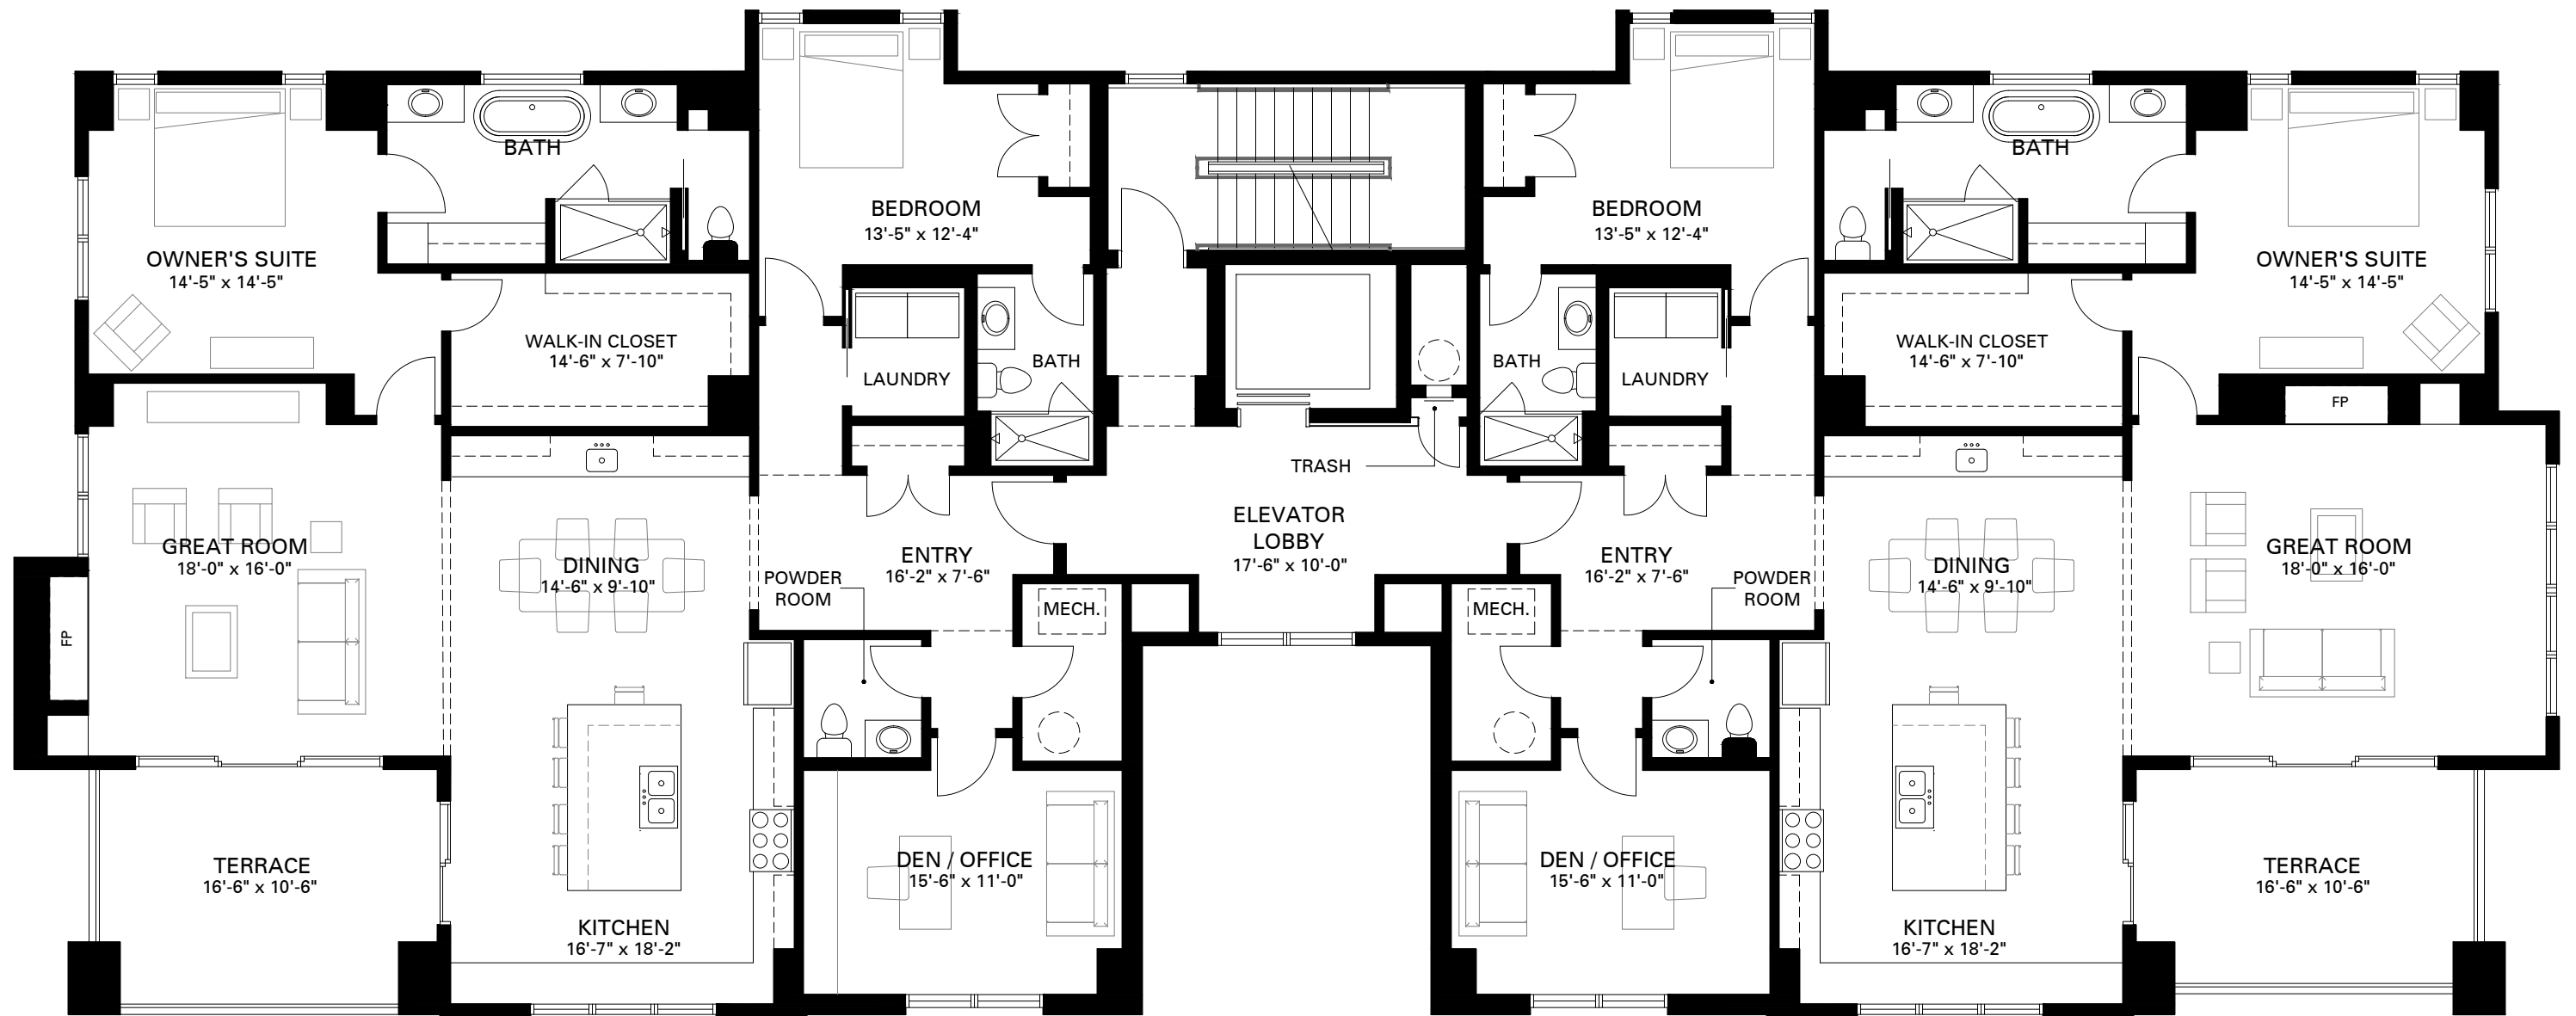 BATH
OWNER'S SUITE
14'-5" x 14'-5"
WALK-IN CLOSET
14'-6" x 7'-10"
BEDROOM
13'-5" x 12'-4"
LAUNDRY
BATH
GREAT ROOM
18'-0" x 16'-0"
FP
DINING
14'-6" x 9'-10"
POWDER
ROOM
ENTRY
16'-2" x 7'-6"
MECH.
TERRACE
16'-6" x 10'-6"
KITCHEN
16'-7" x 18'-2"
DEN / OFFICE
15'-6" x 11'-0"
TRASH
ELEVATOR
LOBBY
17'-6" x 10'-0"
BEDROOM
13'-5" x 12'-4"
BATH
LAUNDRY
BATH
OWNER'S SUITE
14'-5" x 14'-5"
WALK-IN CLOSET
14'-6" x 7'-10"
FP
ENTRY
16'-2" x 7'-6"
MECH.
POWDER
ROOM
DINING
14'-6" x 9'-10"
GREAT ROOM
18'-0" x 16'-0"
DEN / OFFICE
15'-6" x 11'-0"
KITCHEN
16'-7" x 18'-2"
TERRACE
16'-6" x 10'-6"